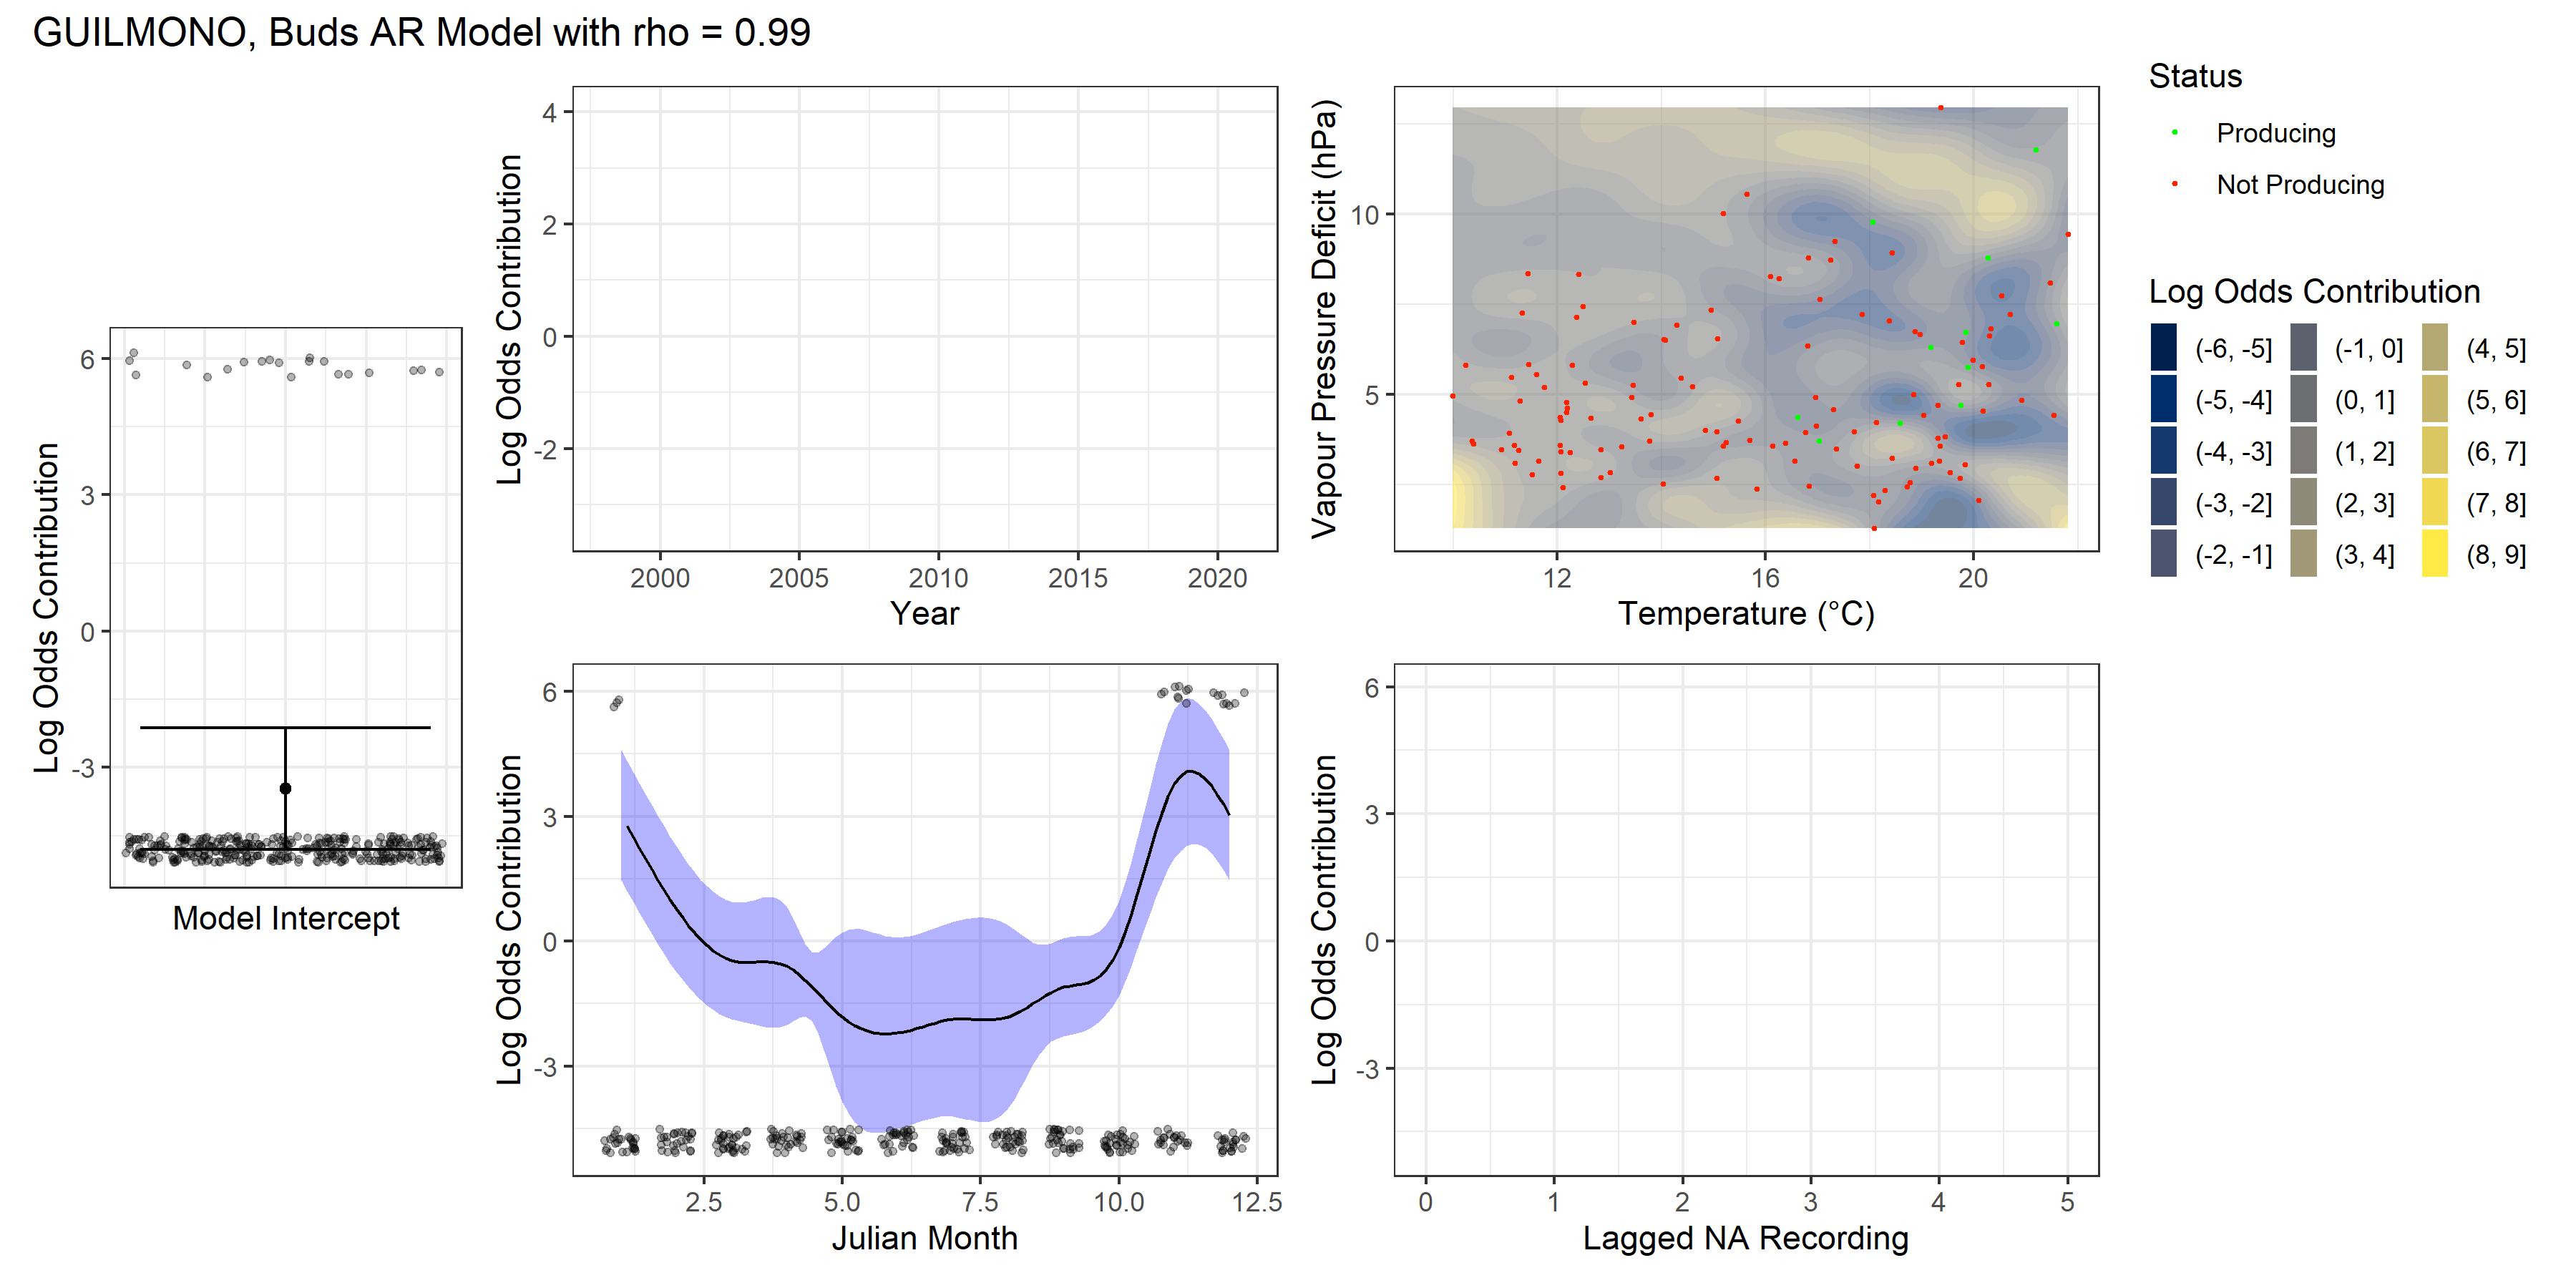 GUILMONO, Buds AR Model with rho = 0.99
Log Odds Contribution
6
3
0
-3
Model Intercept
Log Odds Contribution
4
2
0
-2
2000 2005 2010 2015 2020
Year
Vapour Pressure Deficit (hPa)
10
5
12 16 20
Temperature (°C)
Status
Producing
Not Producing
Log Odds Contribution
(-6, -5] (-1, 0] (4, 5]
(-5, -4] (0, 1] (5, 6]
(-4, -3] (1, 2] (6, 7]
(-3, -2] (2, 3] (7, 8]
(-2, -1] (3, 4] (8, 9]
Log Odds Contribution
6
3
0
-3
2.5 5.0 7.5 10.0 12.5
Julian Month
Log Odds Contribution
6
3
0
-3
0 1 2 3 4 5
Lagged NA Recording